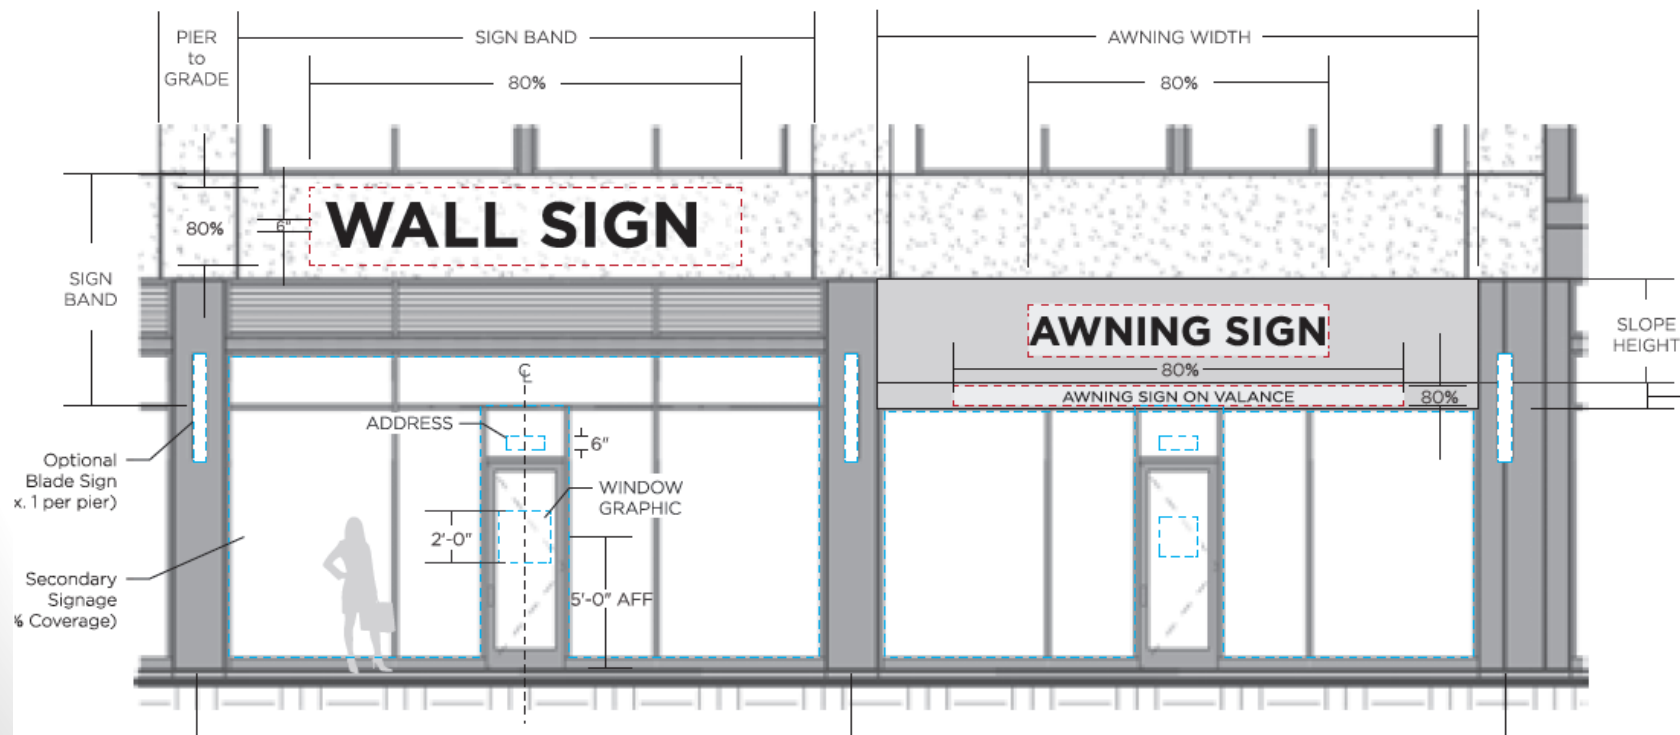 PIER
to
GRADE
SIGN BAND
AWNING WIDTH
80%
80%
80%
6"
WALL SIGN
SIGN
BAND
SLOPE
HEIGHT
AWNING SIGN
80%
AWNING SIGN ON VALANCE
80%
℄
ADDRESS
6"
Optional
Blade Sign
x. 1 per pier)
WINDOW
GRAPHIC
2'-0"
Secondary
Signage
% Coverage)
5'-0" AFF